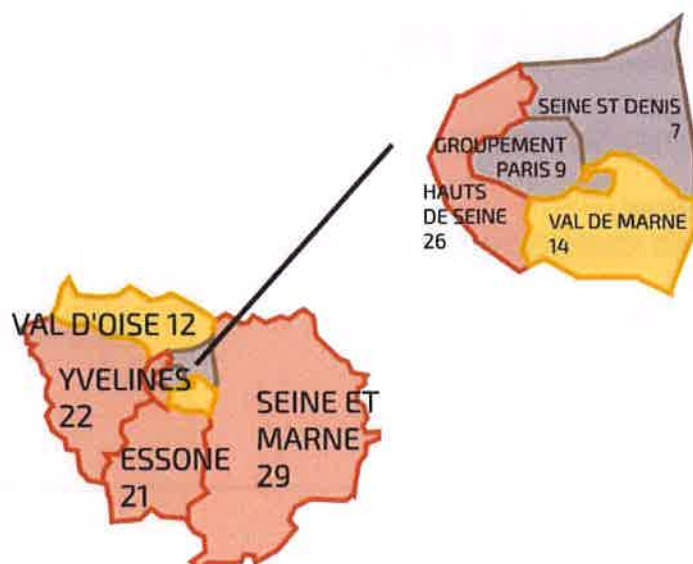 SEINE ST DENIS
7
GROUPEMENT
PARIS 9
HAUTS
DE SEINE
26
VAL DE MARNE
14
VAL D'OISE 12
YVELINES
22
SEINE ET
MARNE
29
ESSONE
21